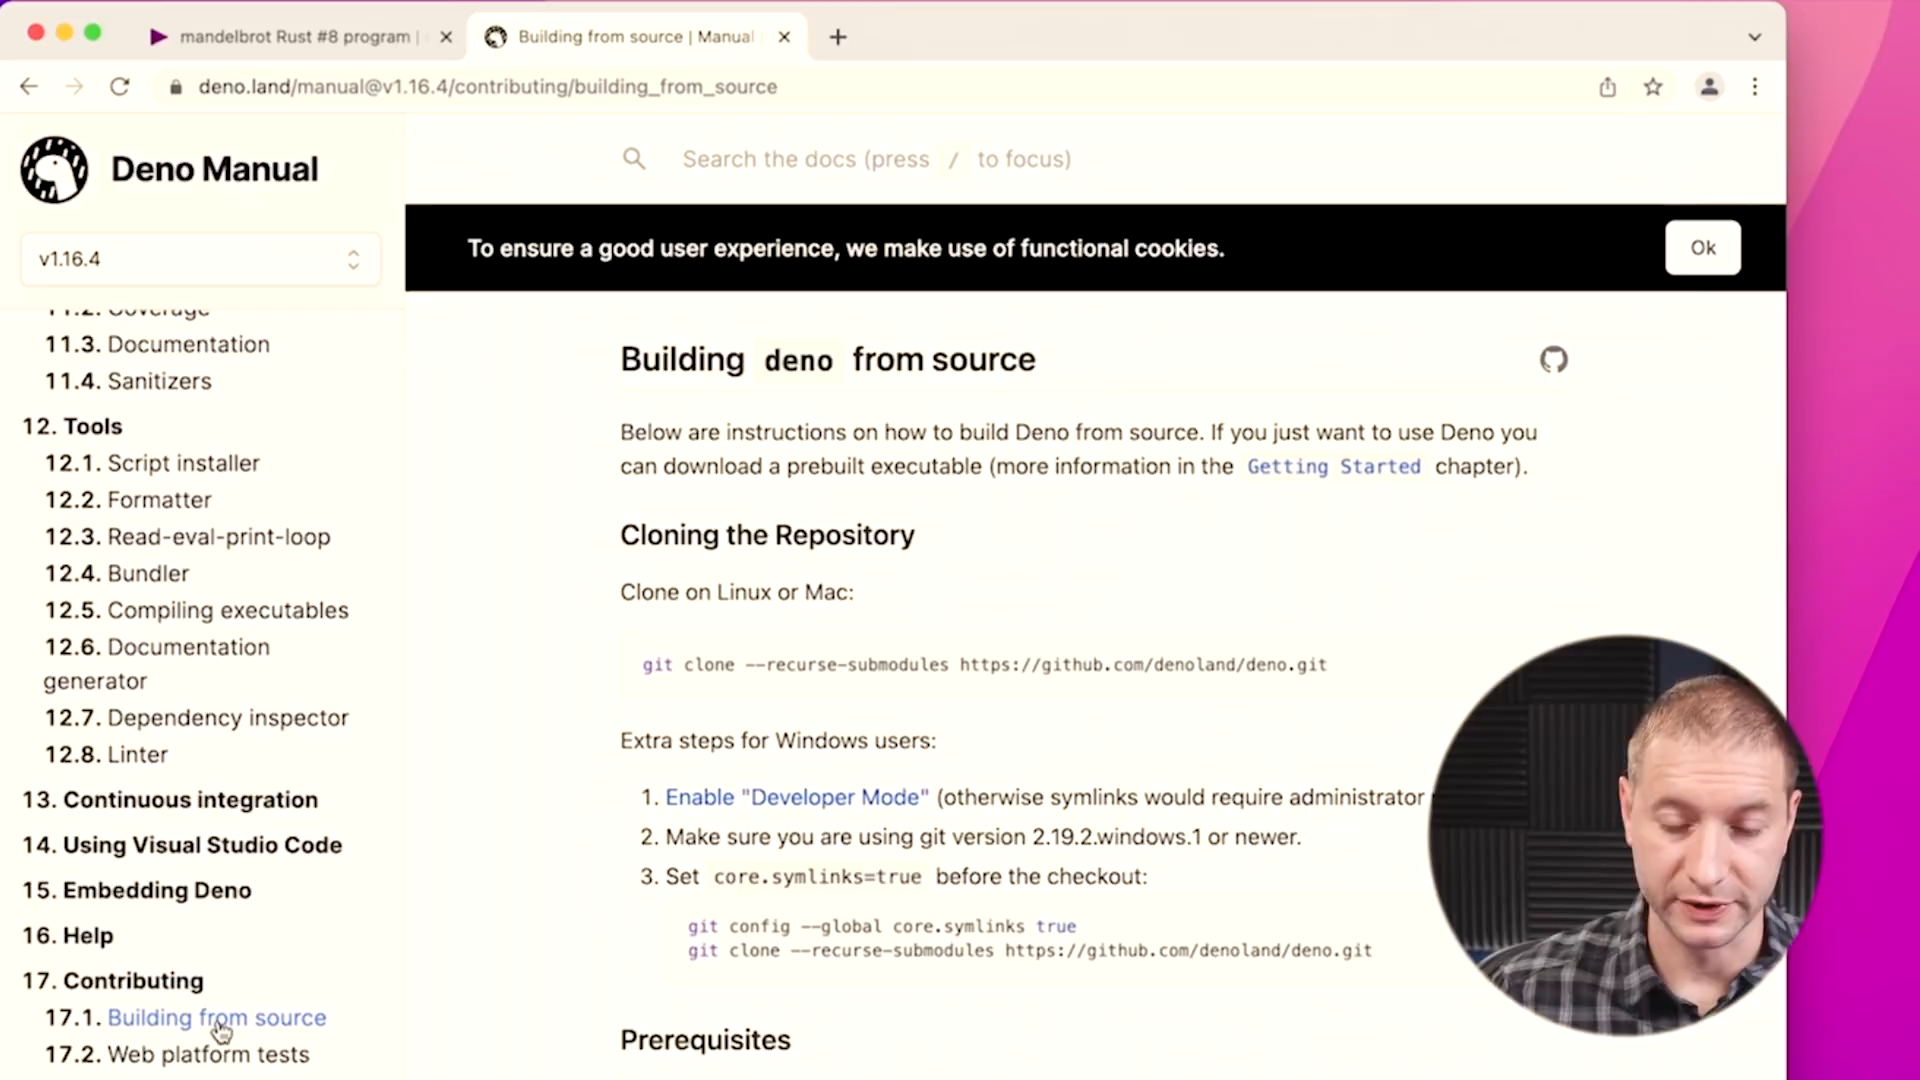 mandelbrot Rust #8 program |
Building from source | Manual
deno.land/manual@v1.16.4/contributing/building_from_source
Deno Manual
v1.16.4
11.2. Coverage
11.3. Documentation
11.4. Sanitizers
12. Tools
12.1. Script installer
12.2. Formatter
12.3. Read-eval-print-loop
12.4. Bundler
12.5. Compiling executables
12.6. Documentation
generator
12.7. Dependency inspector
12.8. Linter
13. Continuous integration
14. Using Visual Studio Code
15. Embedding Deno
16. Help
17. Contributing
17.1. Building from source
17.2. Web platform tests
Search the docs (press / to focus)
To ensure a good user experience, we make use of functional cookies.
Ok
Building deno from source
Below are instructions on how to build Deno from source. If you just want to use Deno you
can download a prebuilt executable (more information in the Getting Started chapter).
Cloning the Repository
Clone on Linux or Mac:
git clone --recurse-submodules https://github.com/denoland/deno.git
Extra steps for Windows users:
1. Enable "Developer Mode" (otherwise symlinks would require administrator
2. Make sure you are using git version 2.19.2.windows.1 or newer.
3. Set core.symlinks=true before the checkout:
git config --global core.symlinks true
git clone --recurse-submodules https://github.com/denoland/deno.git
Prerequisites